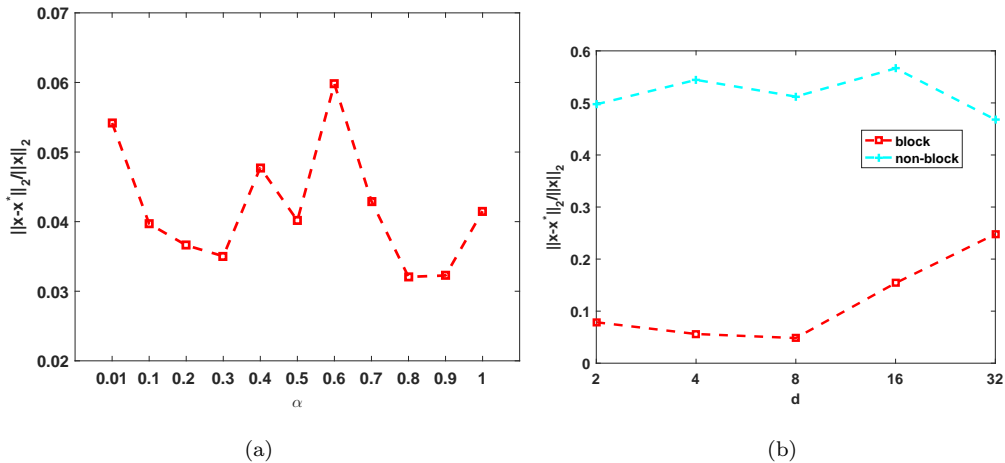 0.07
0.06
0.05
0.04
0.03
0.02
||x-x*||2/||x||2
0.01 0.1 0.2 0.3 0.4 0.5 0.6 0.7 0.8 0.9 1
α
(a)
0.6
0.5
0.4
0.3
0.2
0.1
0
||x-x*||2/||x||2
block
non-block
2 4 8 16 32
d
(b)